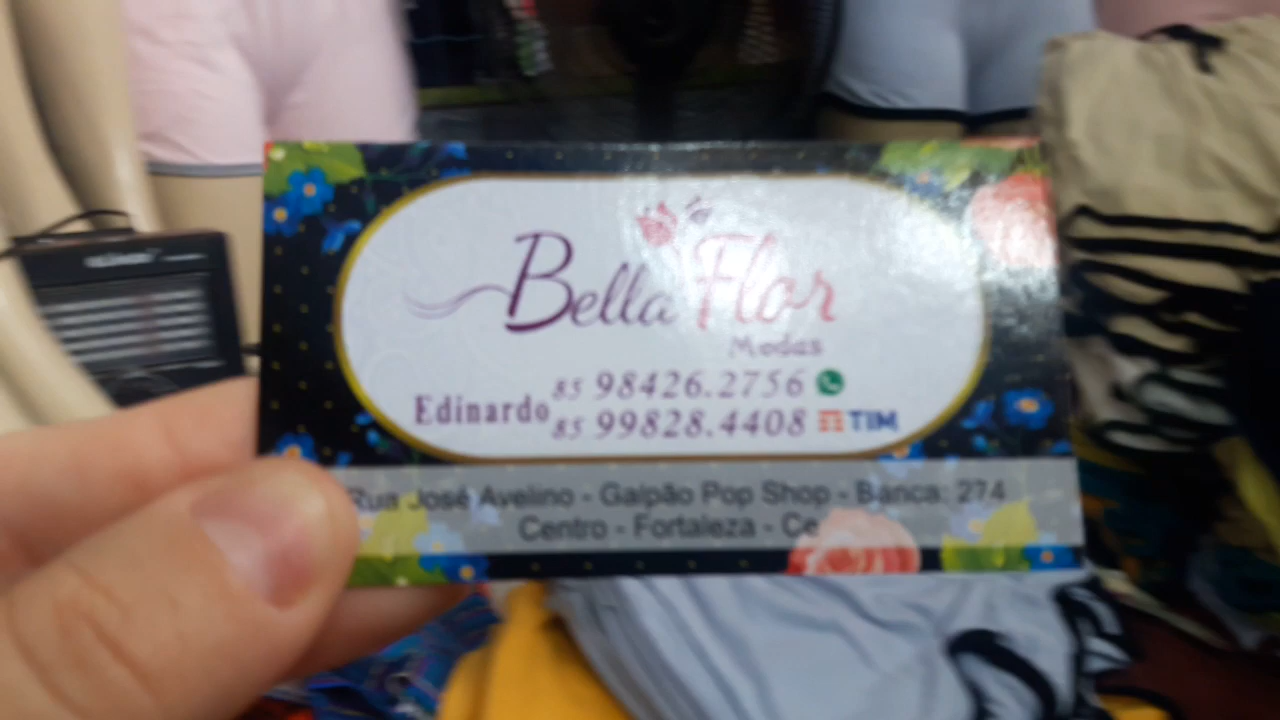 Bella Flor
Modas
85 98426.2756
Edinardo
85 99828.4408 TIM
Rua José Avelino - Galpão Pop Shop - Banca: 274
Centro - Fortaleza - Ce